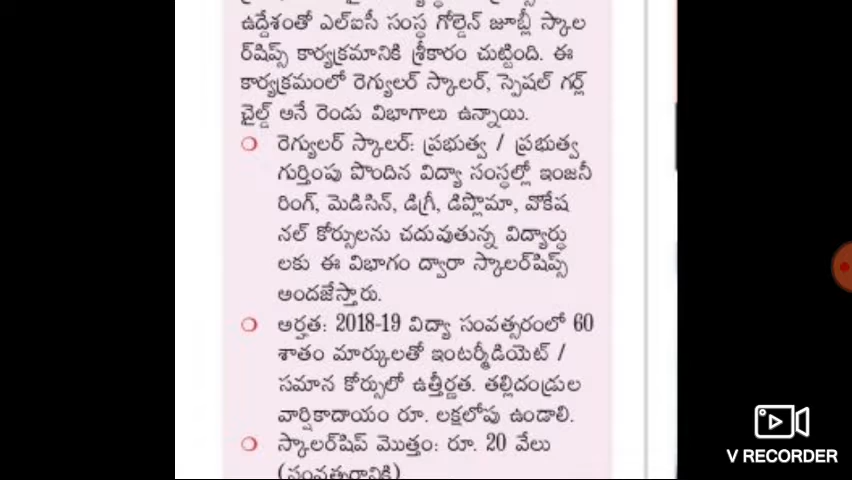 ఉద్దేశంతో ఎల్ఐసీ సంస్థ గోల్డెన్ జూబ్లీ స్కాల
ర్‌షిప్స్ కార్యక్రమానికి శ్రీకారం చుట్టింది. ఈ
కార్యక్రమంలో రెగ్యులర్ స్కాలర్, స్పెషల్ గర్ల్
చైల్డ్ అనే రెండు విభాగాలు ఉన్నాయి.
రెగ్యులర్ స్కాలర్: ప్రభుత్వ / ప్రభుత్వ
గుర్తింపు పొందిన విద్యా సంస్థల్లో ఇంజనీ
రింగ్, మెడిసిన్, డిగ్రీ, డిప్లొమా, వొకేష
నల్ కోర్సులను చదువుతున్న విద్యార్థు
లకు ఈ విభాగం ద్వారా స్కాలర్‌షిప్స్
అందజేస్తారు.
అర్హత: 2018-19 విద్యా సంవత్సరంలో 60
శాతం మార్కులతో ఇంటర్మీడియెట్ /
సమాన కోర్సులో ఉత్తీర్ణత. తల్లిదండ్రుల
వార్షికాదాయం రూ. లక్షలోపు ఉండాలి.
స్కాలర్‌షిప్ మొత్తం: రూ. 20 వేలు
(సంవత్సరానికి)
V RECORDER